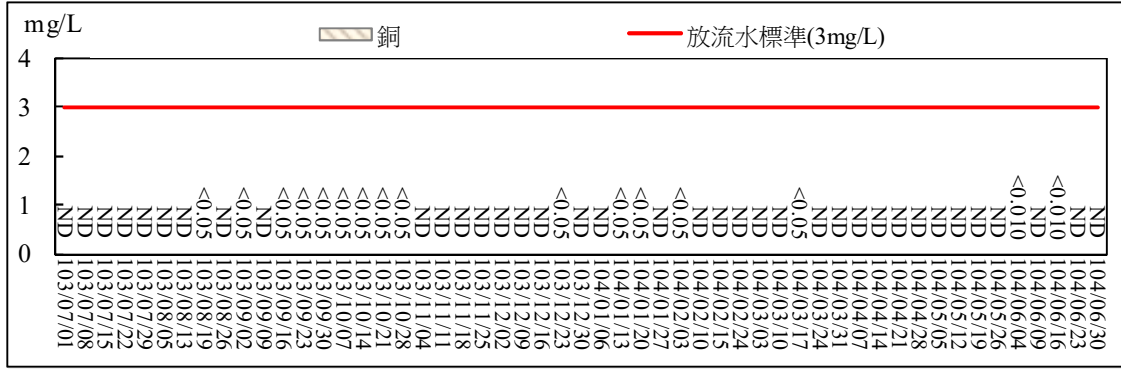 mg/L
銅
放流水標準(3mg/L)
4
3
2
1
0
ND
ND
ND
ND
ND
ND
ND
<0.05
ND
<0.05
ND
<0.05
<0.05
<0.05
<0.05
<0.05
<0.05
<0.05
ND
ND
ND
ND
ND
ND
ND
<0.05
ND
ND
<0.05
<0.05
ND
<0.05
ND
ND
ND
ND
ND
<0.05
ND
ND
ND
ND
ND
ND
ND
ND
ND
ND
<0.010
ND
<0.010
ND
ND
103/07/01
103/07/08
103/07/15
103/07/22
103/07/29
103/08/05
103/08/13
103/08/19
103/08/26
103/09/02
103/09/09
103/09/16
103/09/23
103/09/30
103/10/07
103/10/14
103/10/21
103/10/28
103/11/04
103/11/11
103/11/18
103/11/25
103/12/02
103/12/09
103/12/16
103/12/23
103/12/30
104/01/06
104/01/13
104/01/20
104/01/27
104/02/03
104/02/10
104/02/24
104/03/03
104/03/10
104/03/17
104/03/24
104/03/31
104/04/07
104/04/14
104/04/21
104/04/28
104/05/05
104/05/12
104/05/19
104/05/26
104/06/04
104/06/09
104/06/16
104/06/23
104/06/30